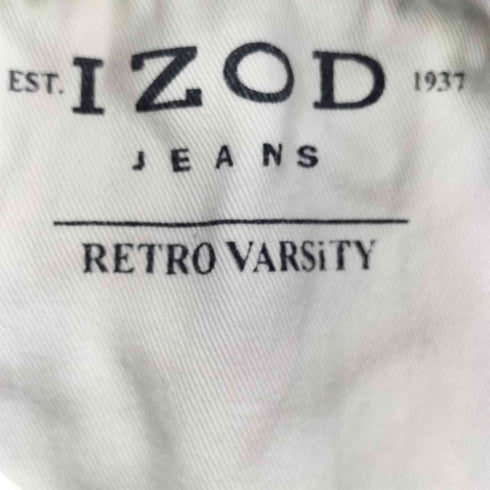 EST. IZOD 1937
JEANS
RETRO VARSiTY